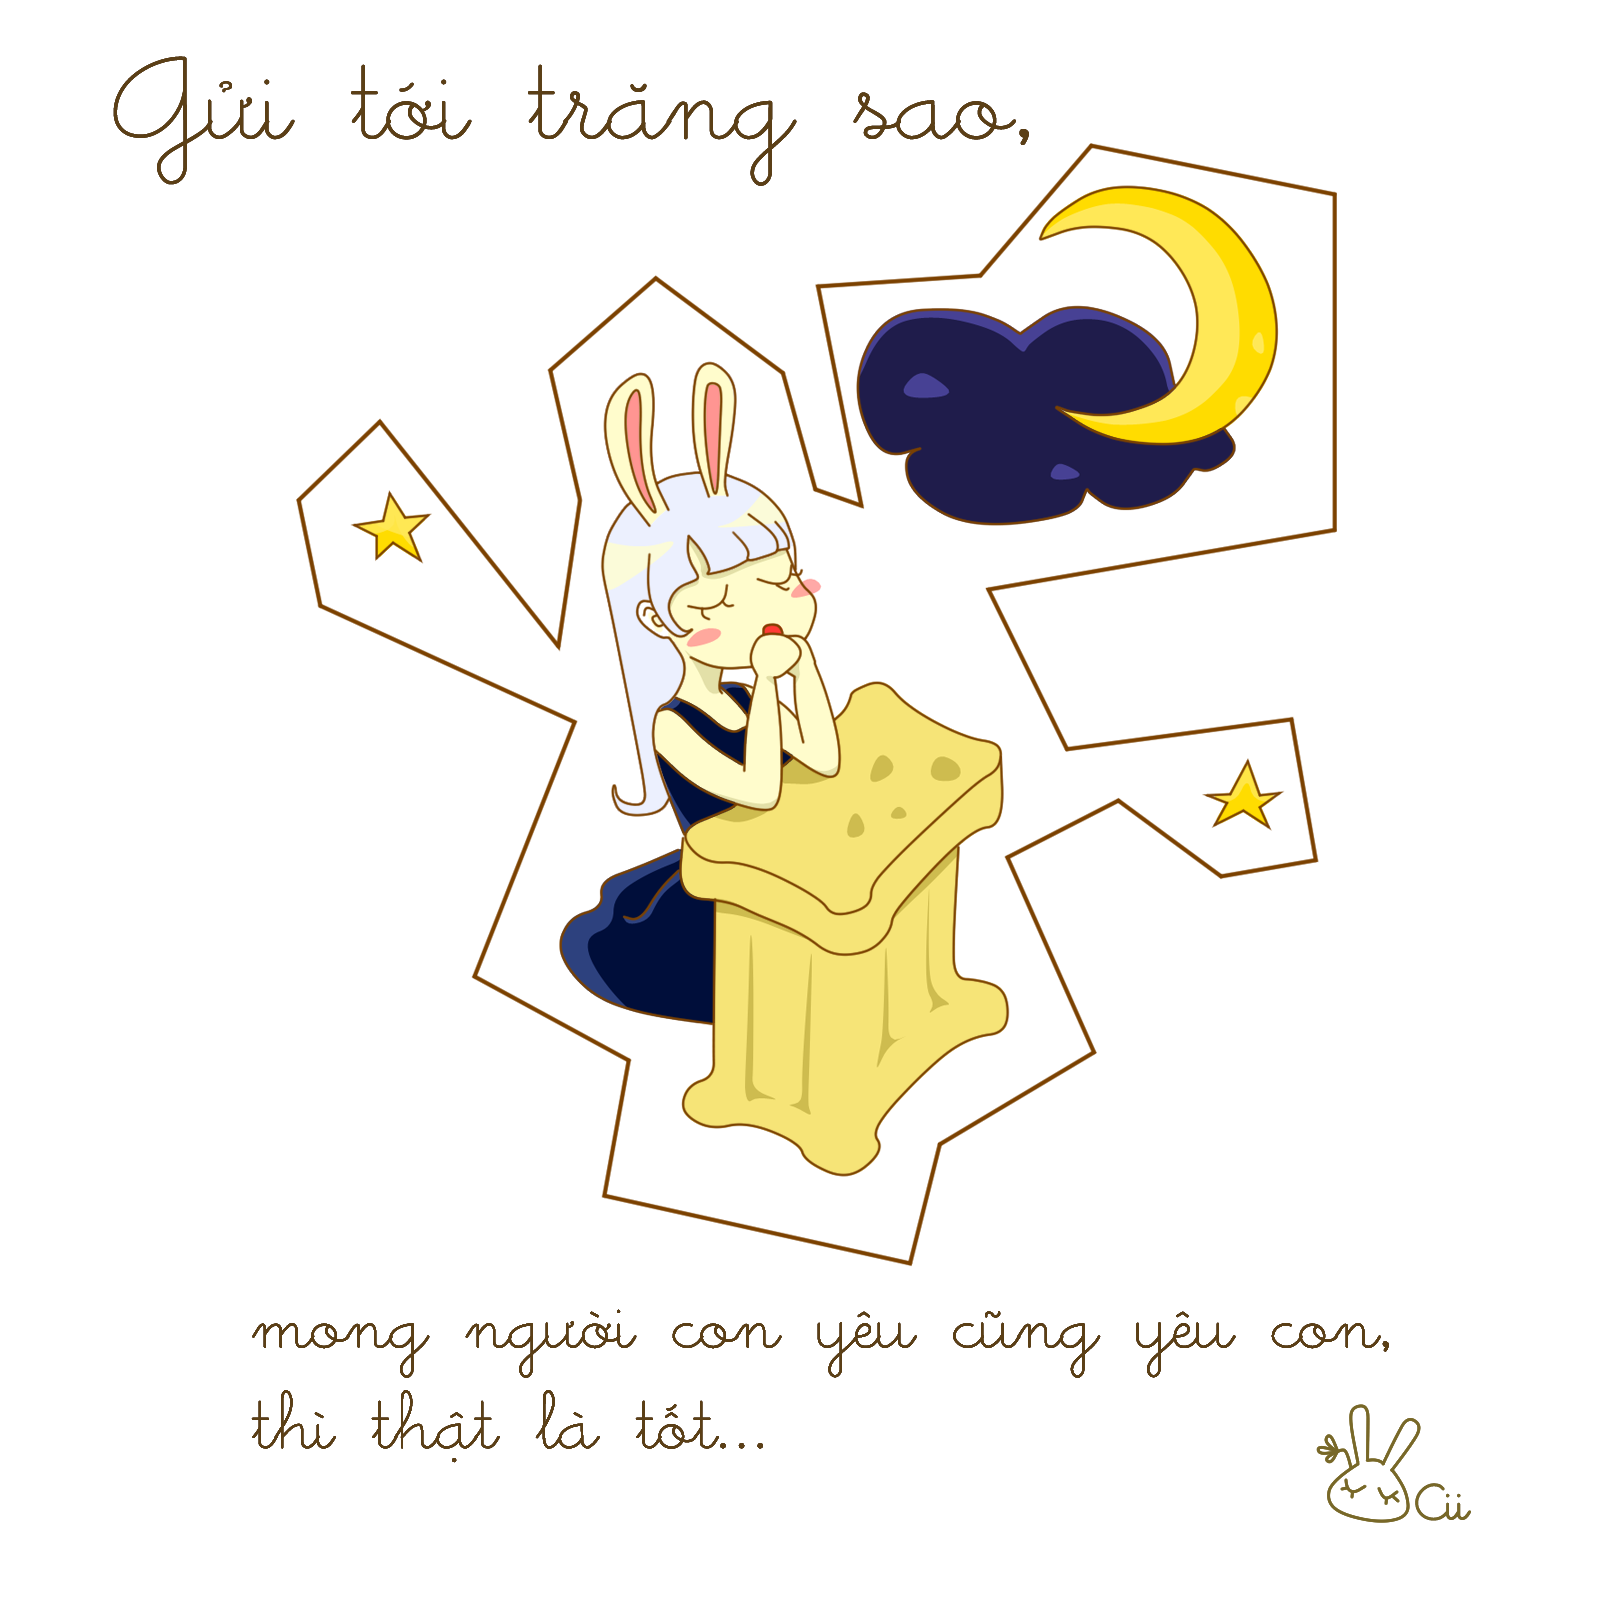 Gửi tới trăng sao,
mong người con yêu cũng yêu con,
thì thật là tốt...
Cii